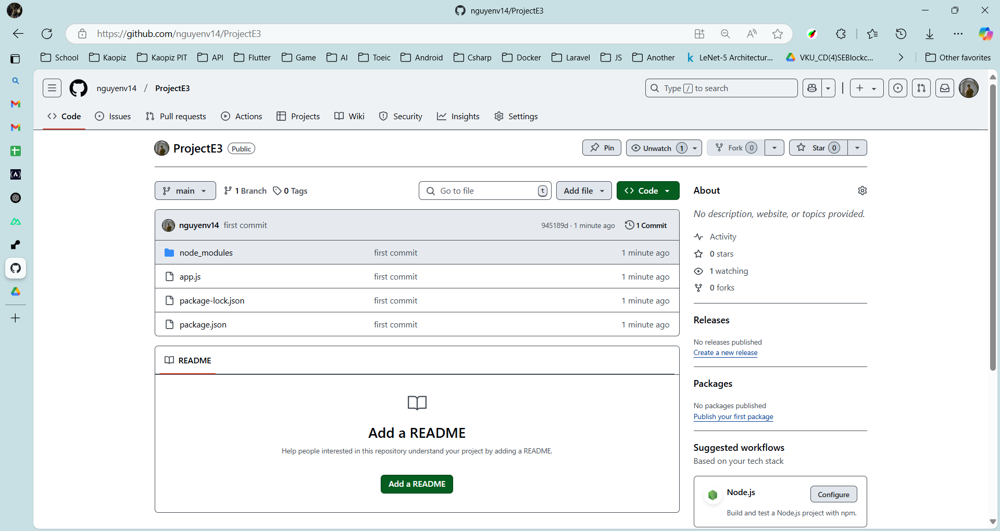 nguyenv14/ProjectE3
https://github.com/nguyenv14/ProjectE3
School Kaopiz Kaopiz PIT API Flutter Game AI Toeic Android Csharp Docker Laravel JS Another LeNet-5 Architectur... VKU_CD(4)SEBlockc... Other favorites
nguyenv14 / ProjectE3 Type / to search
Code Issues Pull requests Actions Projects Wiki Security Insights Settings
ProjectE3 Public Pin Unwatch 1 Fork 0 Star 0
main 1 Branch 0 Tags Go to file t Add file Code
nguyenv14 first commit 945189d · 1 minute ago 1 Commit
node_modules first commit 1 minute ago
app.js first commit 1 minute ago
package-lock.json first commit 1 minute ago
package.json first commit 1 minute ago
README
Add a README
Help people interested in this repository understand your project by adding a README.
Add a README
About
No description, website, or topics provided.
Activity
0 stars
1 watching
0 forks
Releases
No releases published
Create a new release
Packages
No packages published
Publish your first package
Suggested workflows
Based on your tech stack
Node.js Configure
Build and test a Node.js project with npm.